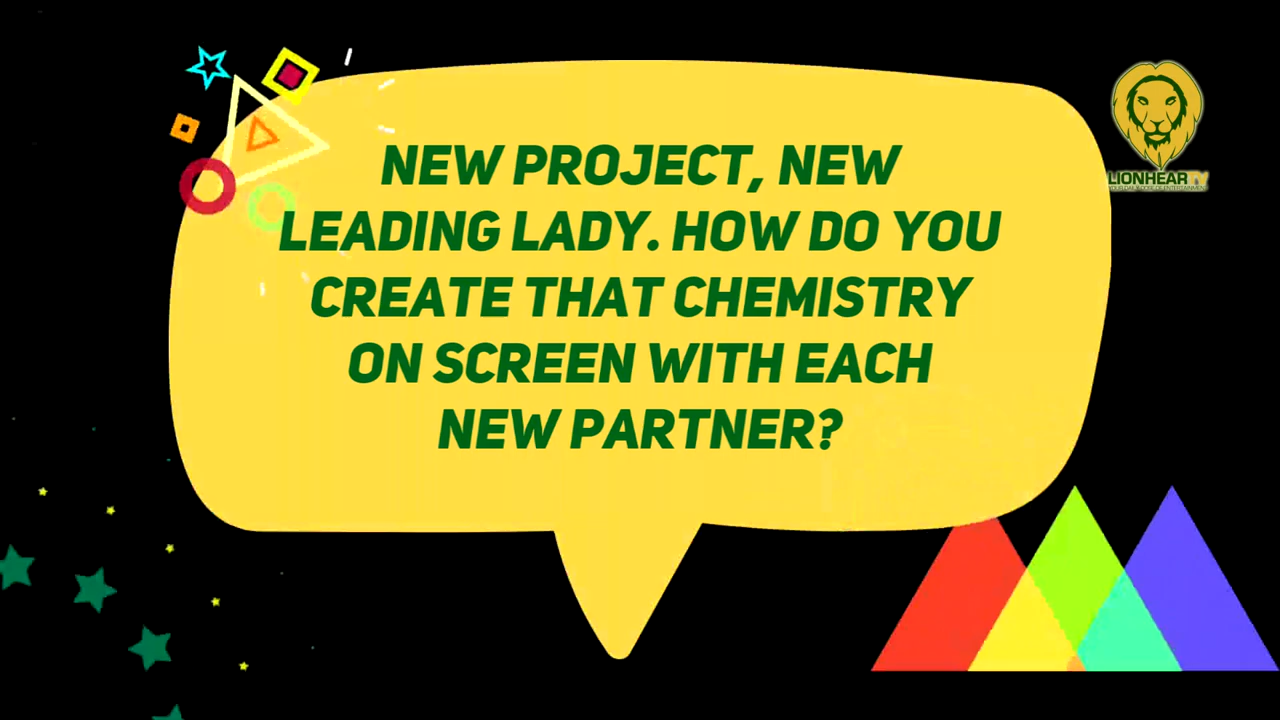 NEW PROJECT, NEW
LEADING LADY. HOW DO YOU
CREATE THAT CHEMISTRY
ON SCREEN WITH EACH
NEW PARTNER?
LIONHEARTV